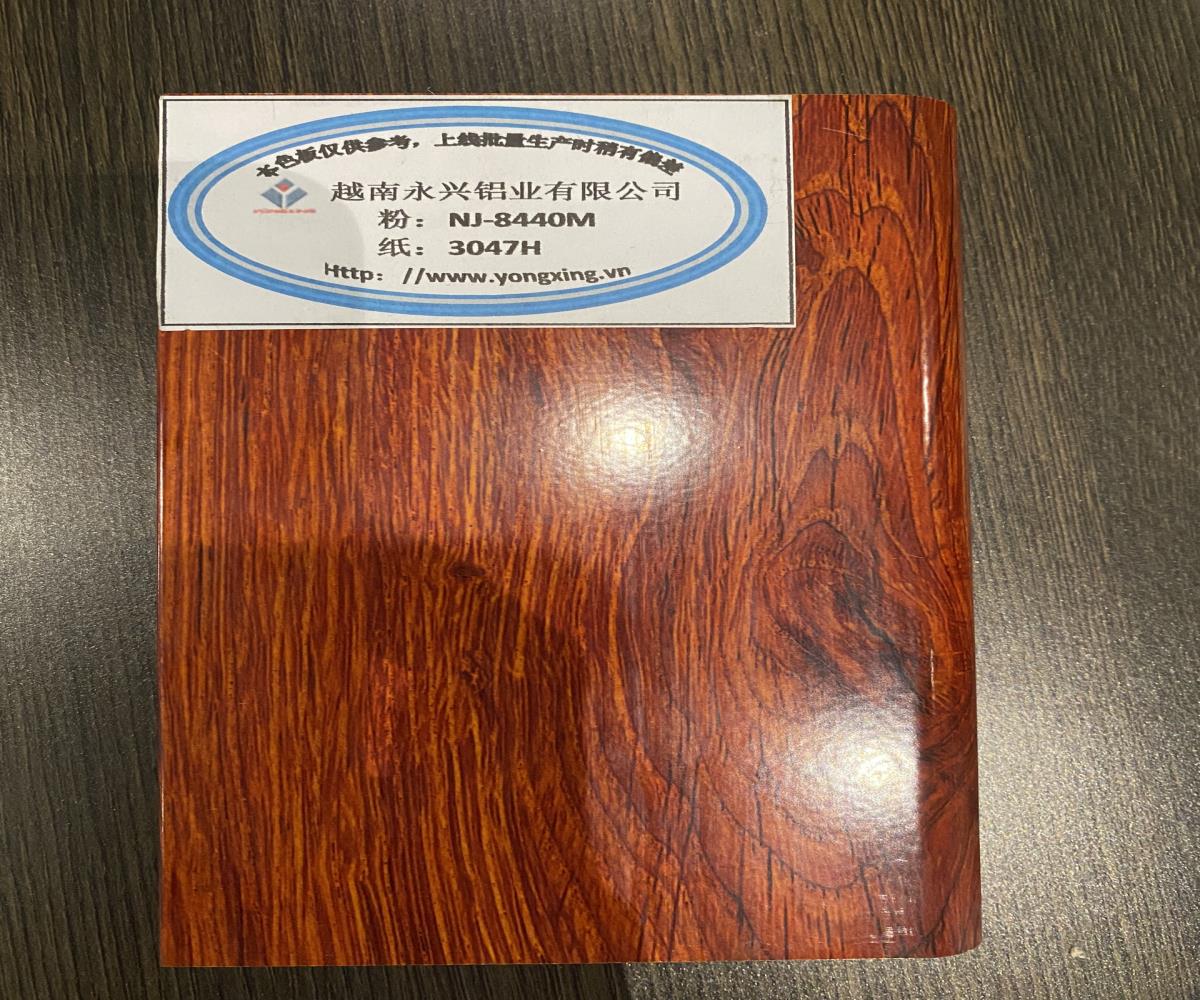 本色板仅供参考，上线批量生产时稍有偏差
YONGXING
越南永兴铝业有限公司
粉：NJ-8440M
纸：3047H
Http：//www.yongxing.vn